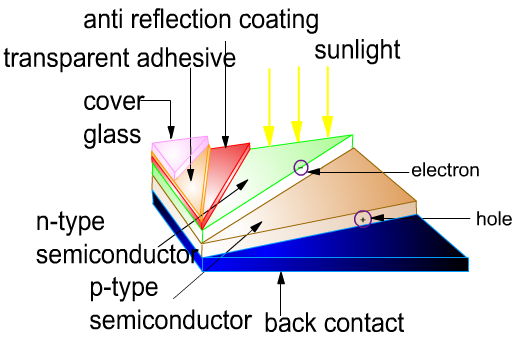 anti reflection coating
transparent adhesive
sunlight
cover
glass
electron
-
+
hole
n-type
semiconductor
p-type
semiconductor
back contact